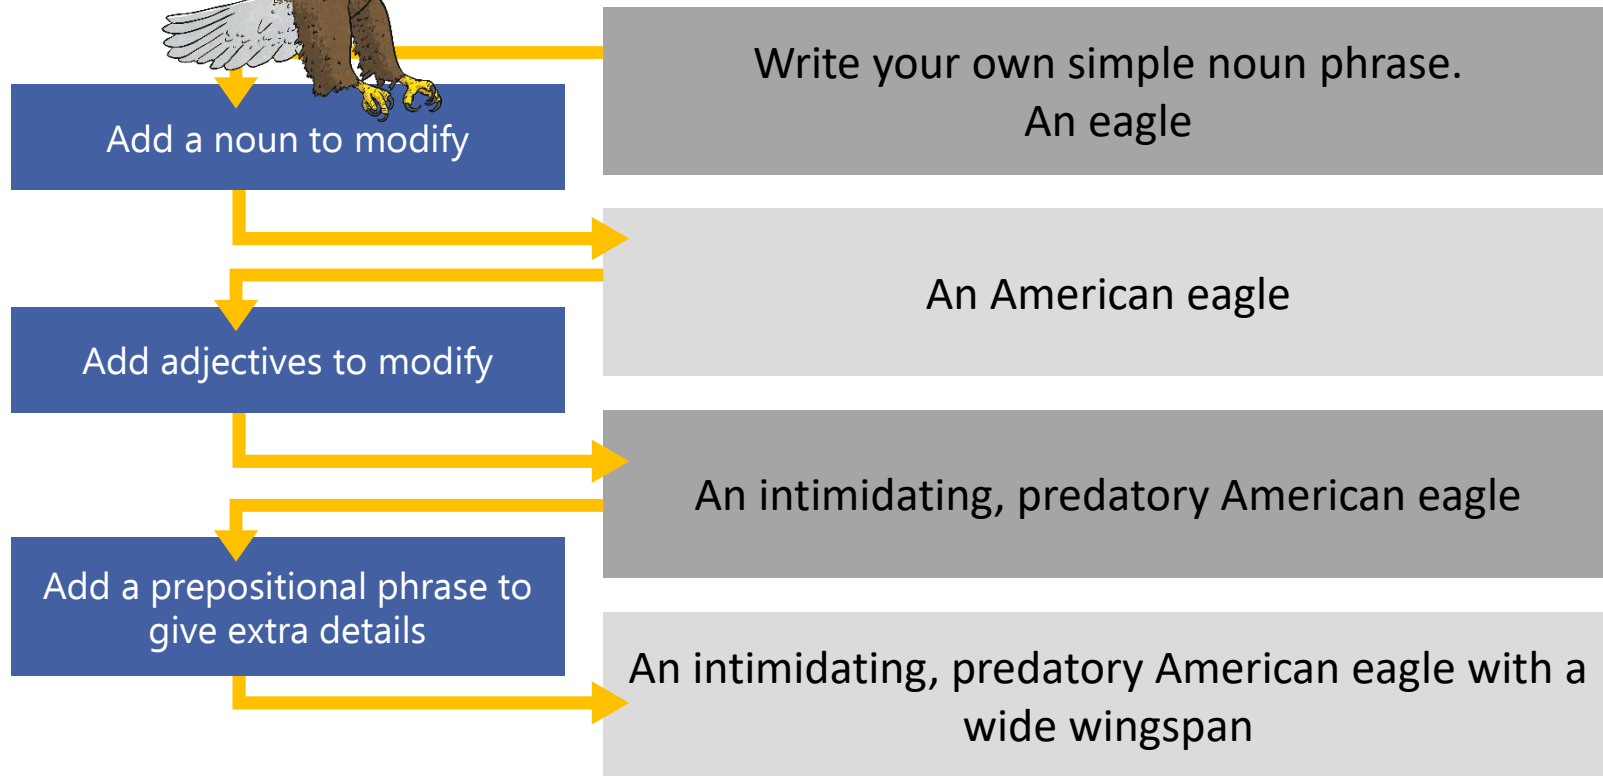 Write your own simple noun phrase.
An eagle
Add a noun to modify
An American eagle
Add adjectives to modify
An intimidating, predatory American eagle
Add a prepositional phrase to
give extra details
An intimidating, predatory American eagle with a
wide wingspan